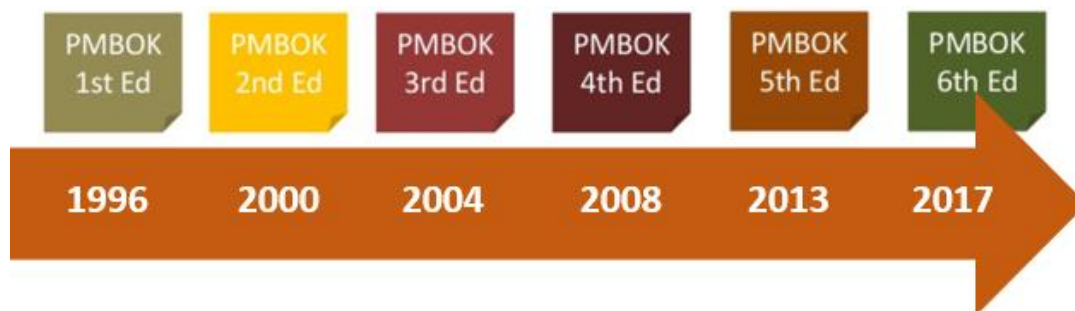 PMBOK
1st Ed
PMBOK
2nd Ed
PMBOK
3rd Ed
PMBOK
4th Ed
PMBOK
5th Ed
PMBOK
6th Ed
1996 2000 2004 2008 2013 2017